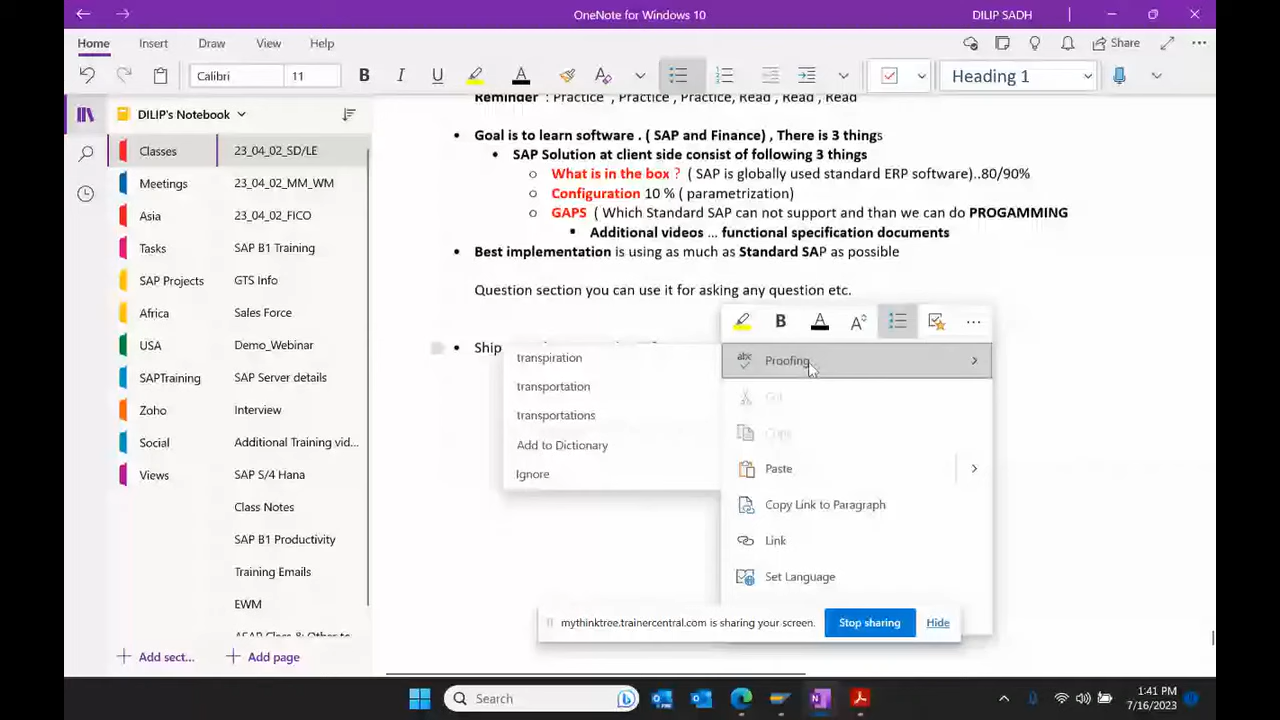 OneNote for Windows 10
DILIP SADH
Home Insert Draw View Help
Share
Calibri 11 B I U A Heading 1
DILIP's Notebook
Classes
Meetings
Asia
Tasks
SAP Projects
Africa
USA
SAPTraining
Zoho
Social
Views
Add sect...
23_04_02_SD/LE
23_04_02_MM_WM
23_04_02_FICO
SAP B1 Training
GTS Info
Sales Force
Demo_Webinar
SAP Server details
Interview
Additional Training vid...
SAP S/4 Hana
Class Notes
SAP B1 Productivity
Training Emails
EWM
Add page
Reminder : Practice , Practice , Practice, Read , Read , Read
Goal is to learn software . ( SAP and Finance) , There is 3 things
SAP Solution at client side consist of following 3 things
What is in the box ? ( SAP is globally used standard ERP software)..80/90%
Configuration 10 % ( parametrization)
GAPS ( Which Standard SAP can not support and than we can do PROGAMMING
Additional videos ... functional specification documents
Best implementation is using as much as Standard SAP as possible
Question section you can use it for asking any question etc.
Ship
transpiration
transportation
transportations
Add to Dictionary
Ignore
B A A
abc Proofing
Cut
Copy
Paste
Copy Link to Paragraph
Link
Set Language
mythinktree.trainercentral.com is sharing your screen. Stop sharing Hide
Search
1:41 PM
7/16/2023